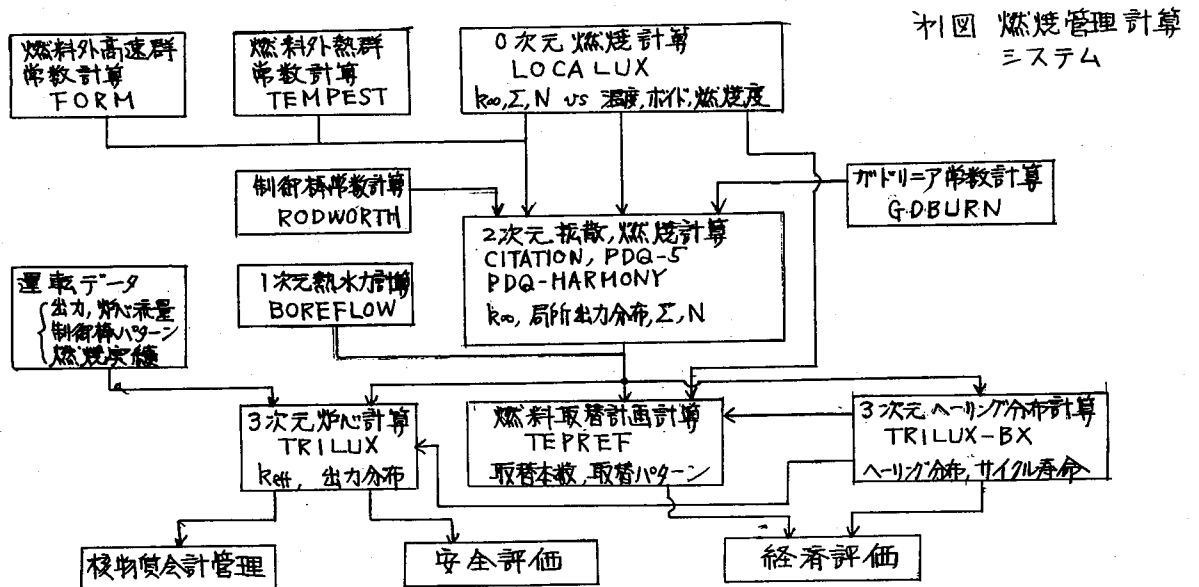 才1図 燃焼管理計算
システム
燃料外高速群
常数計算
FORM
燃料外熱群
常数計算
TEMPEST
0次元燃焼計算
LOCALUX
k∞, Σ, N vs 温度, ボイド, 燃焼度
制御棒常数計算
RODWORTH
ガドリニア常数計算
GDBURN
2次元拡散, 燃焼計算
CITATION, PDQ-5
PDQ-HARMONY
k∞, 局所出力分布, Σ, N
運転データ
出力, 炉心流量
制御棒パターン
燃焼実績
1次元熱水力計算
BOREFLOW
3次元炉心計算
TRILUX
keff, 出力分布
燃料取替計画計算
TEPREF
取替本数, 取替パターン
3次元ヘーリング分布計算
TRILUX-BX
ヘーリング分布, サイクル寿命
核物質会計管理
安全評価
経済評価